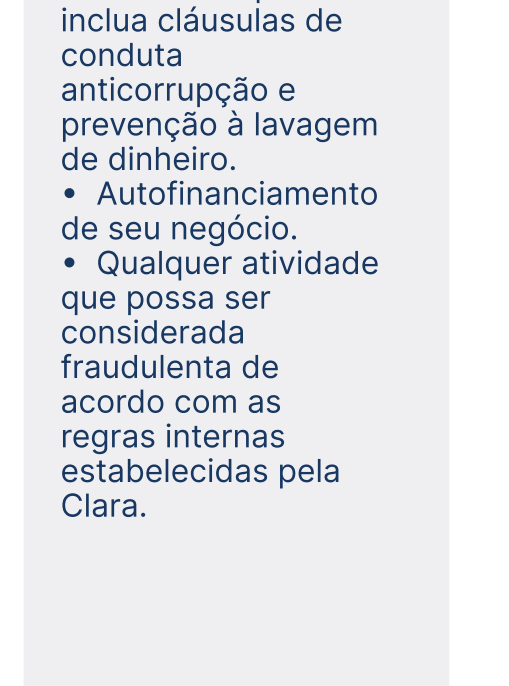 inclua cláusulas de
conduta
anticorrupção e
prevenção à lavagem
de dinheiro.
• Autofinanciamento
de seu negócio.
• Qualquer atividade
que possa ser
considerada
fraudulenta de
acordo com as
regras internas
estabelecidas pela
Clara.